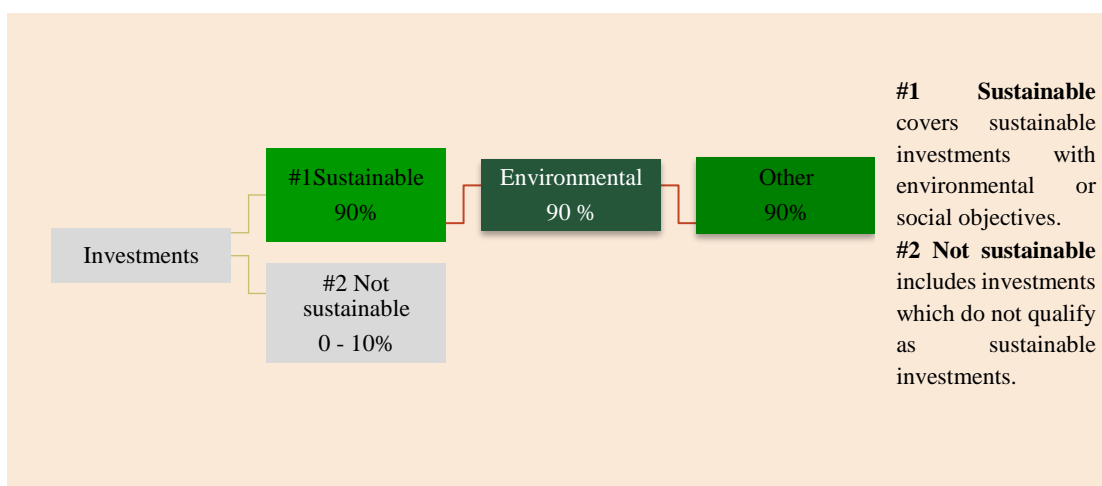 Investments
#1Sustainable
90%
#2 Not
sustainable
0 - 10%
Environmental
90 %
Other
90%
#1 Sustainable
covers sustainable
investments with
environmental or
social objectives.
#2 Not sustainable
includes investments
which do not qualify
as sustainable
investments.